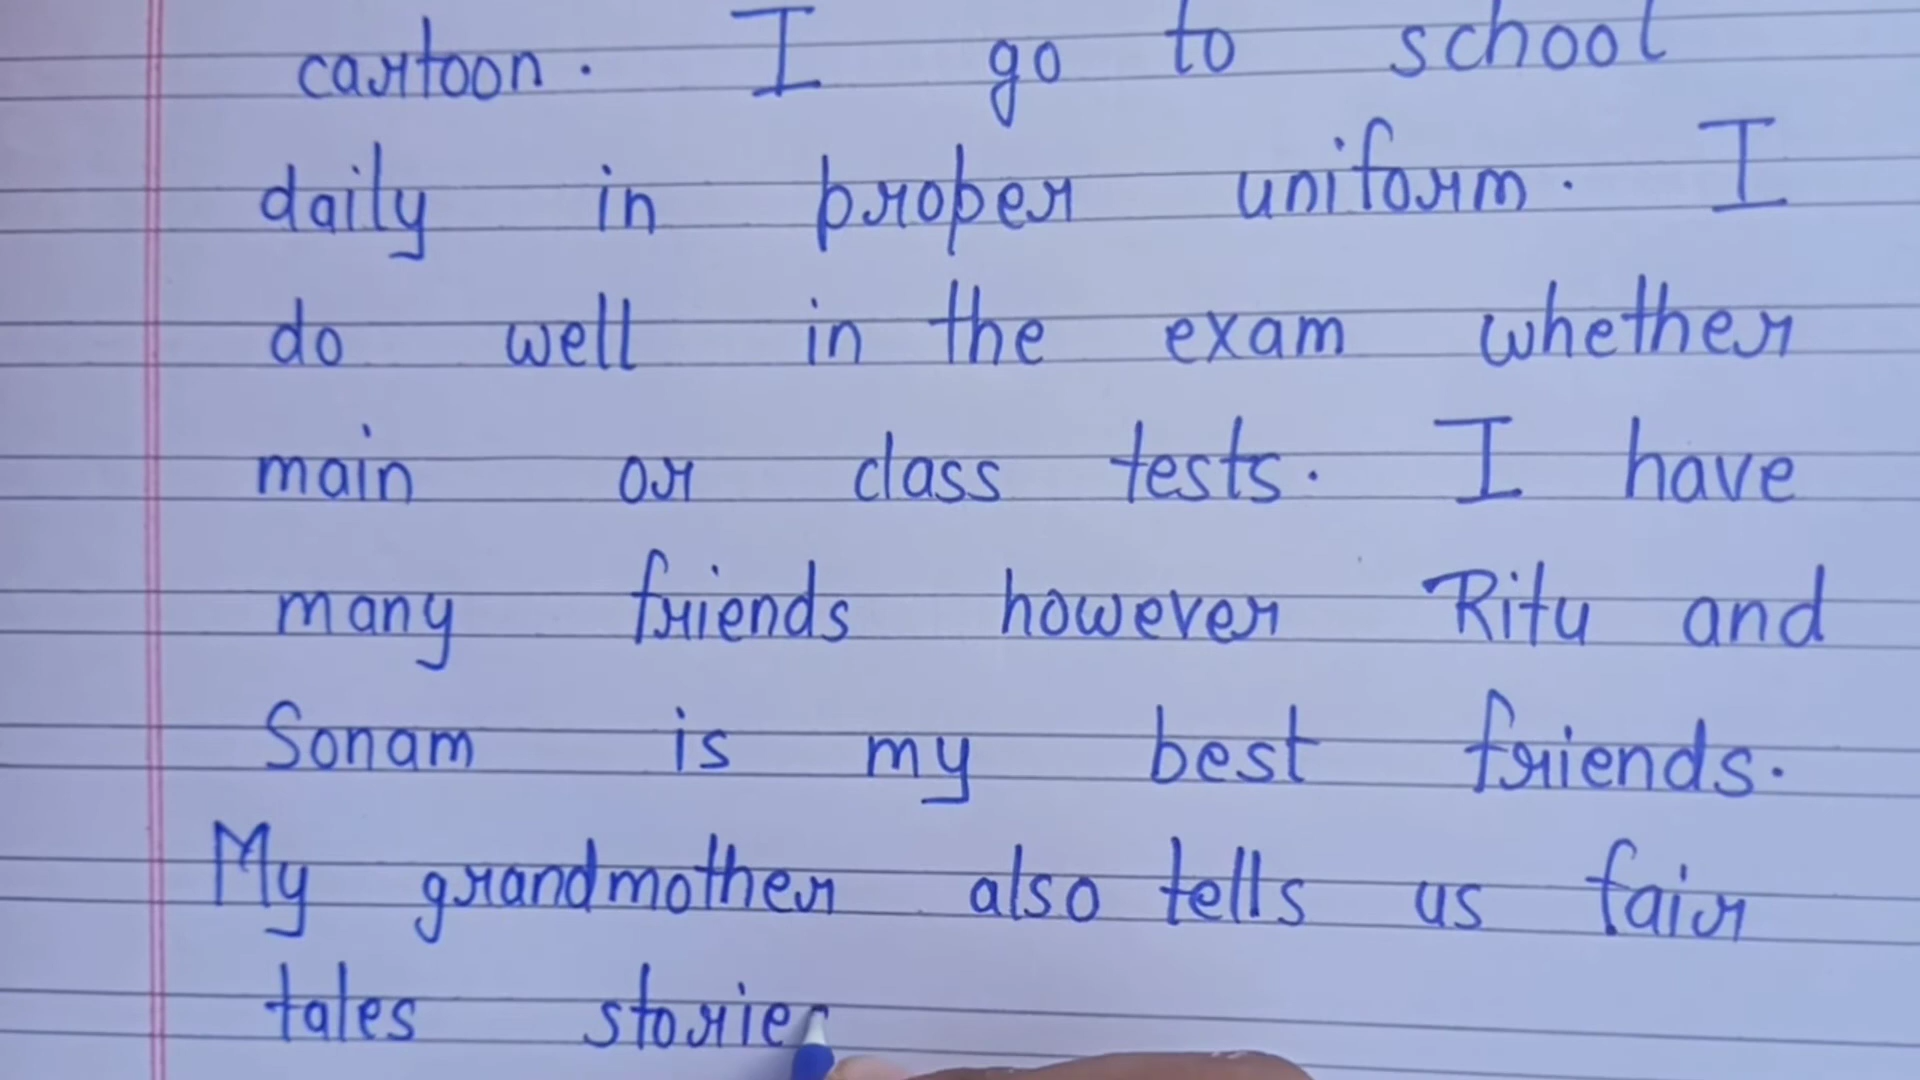 cartoon. I go to school
daily in proper uniform. I
do well in the exam whether
main or class tests. I have
many friends however Ritu and
Sonam is my best friends.
My grandmother also tells us fair
tales stories